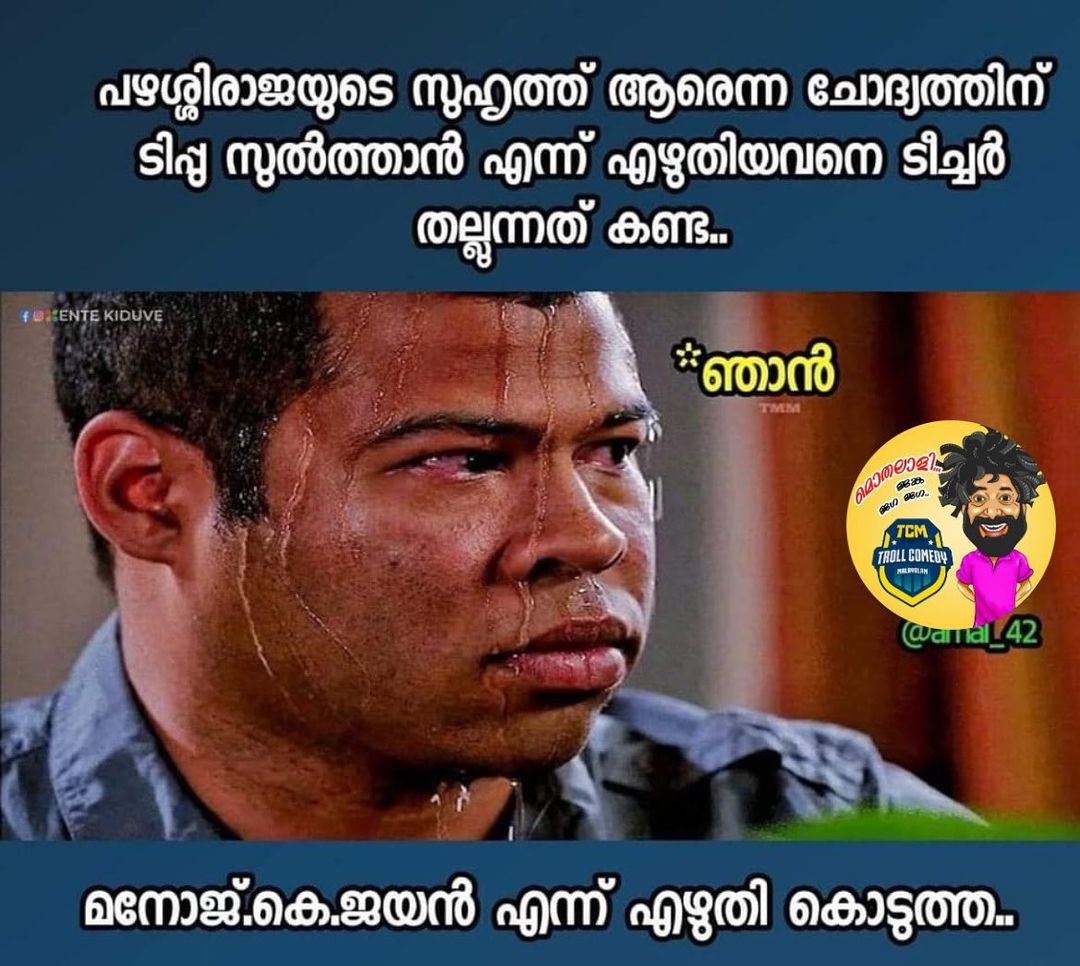 പഴശ്ശിരാജയുടെ സുഹൃത്ത് ആരെന്ന ചോദ്യത്തിന്
ടിപ്പു സുൽത്താൻ എന്ന് എഴുതിയവനെ ടീച്ചർ
തല്ലുന്നത് കണ്ട..
ENTE KIDUVE
*ഞാൻ
TMM
മൊതലാളി...
ജങ്ക
ജഗ ജഗ..
TCM
TROLL COMEDY
MALAYALAM
@amal_42
മനോജ്.കെ.ജയൻ എന്ന് എഴുതി കൊടുത്ത..